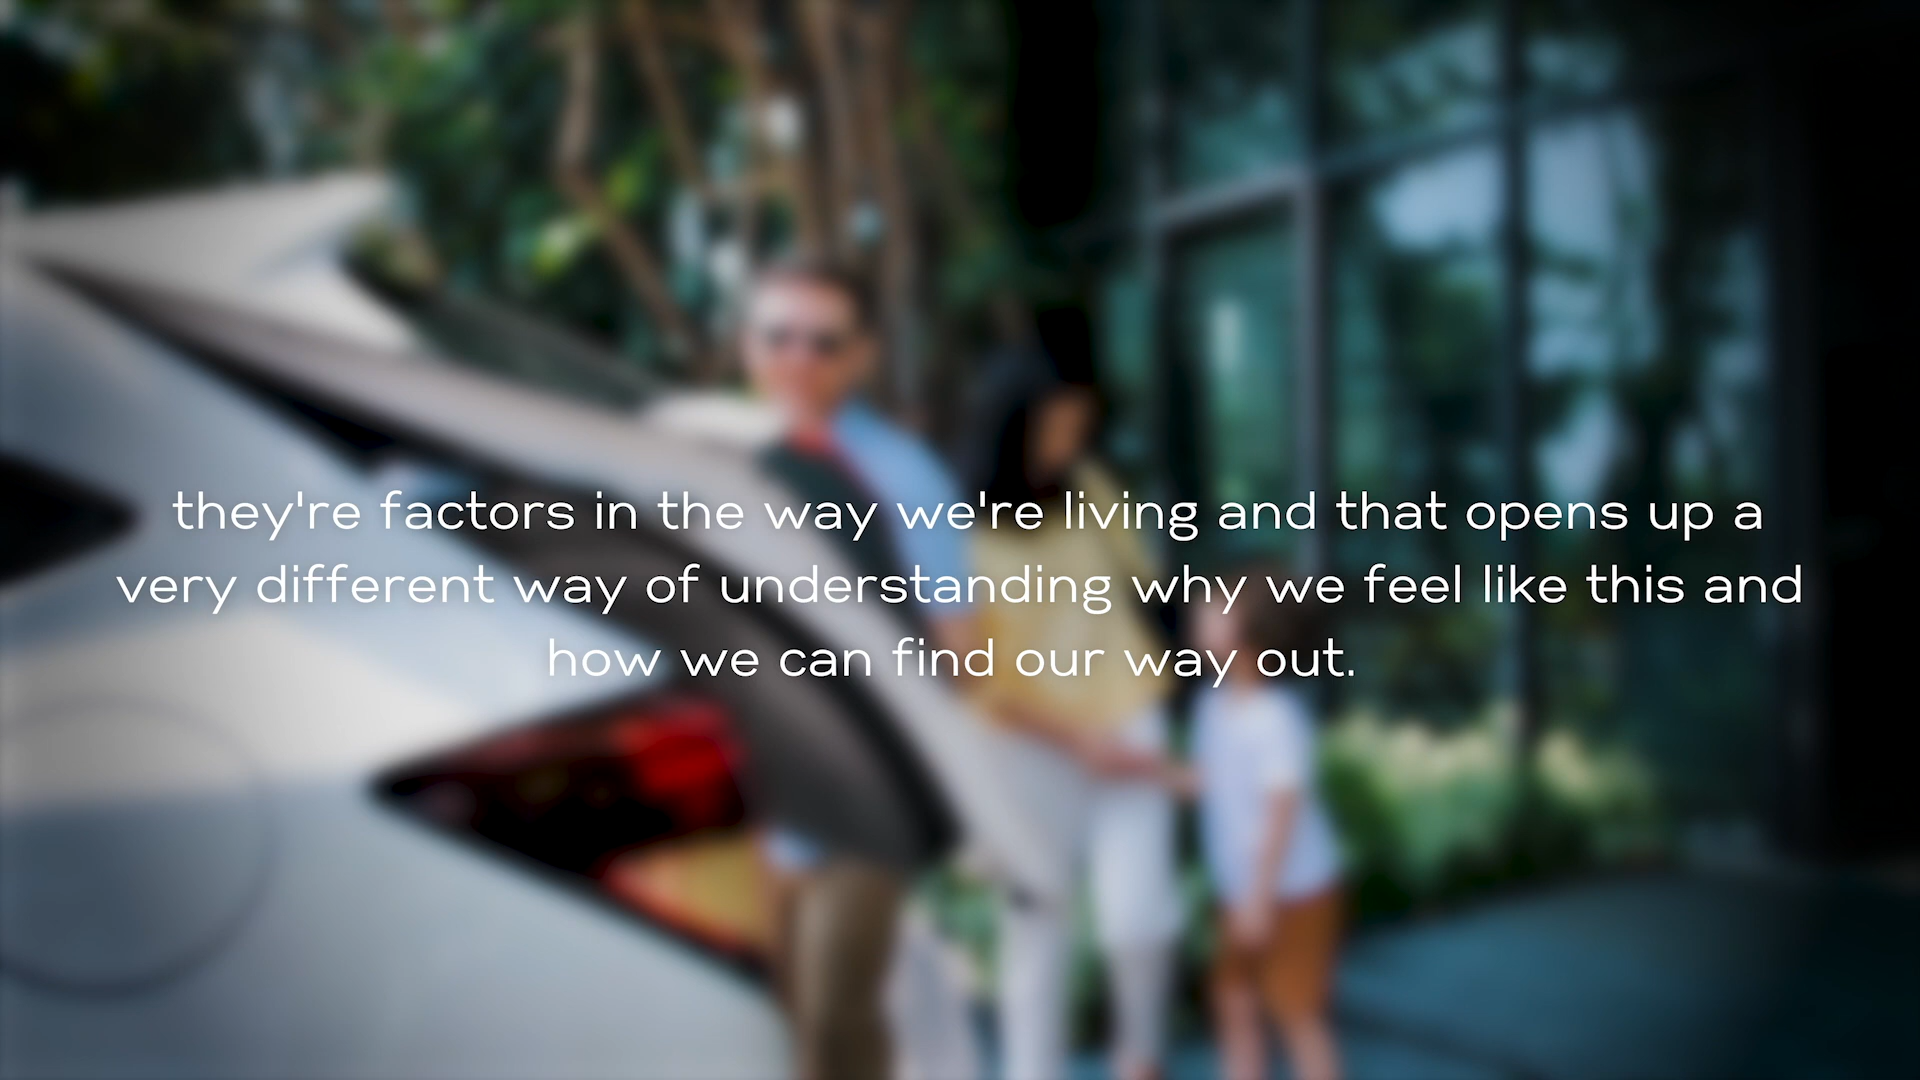 they're factors in the way we're living and that opens up a
very different way of understanding why we feel like this and
how we can find our way out.